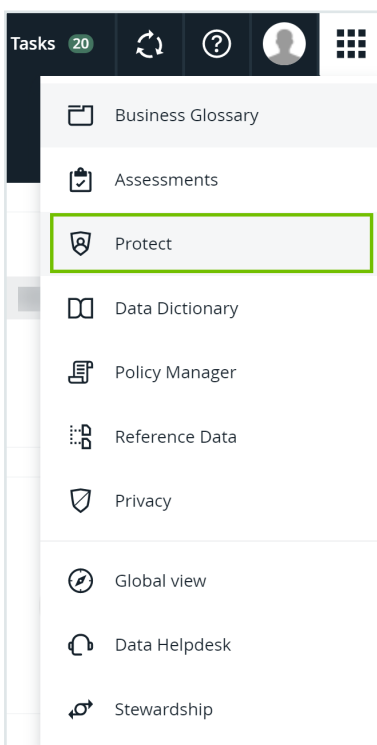 Tasks 20
Business Glossary
Assessments
Protect
Data Dictionary
Policy Manager
Reference Data
Privacy
Global view
Data Helpdesk
Stewardship